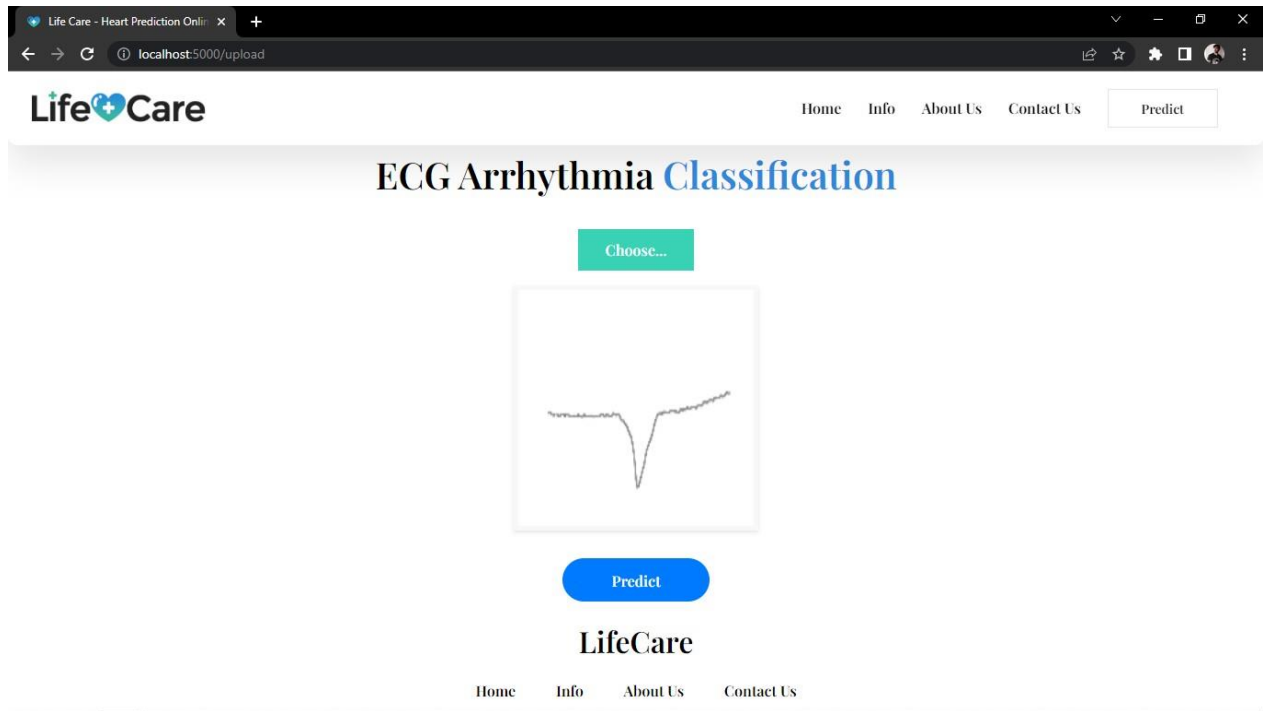 Life Care - Heart Prediction Onlin
localhost:5000/upload
Life Care
Home Info About Us Contact Us Predict
ECG Arrhythmia Classification
Choose...
Predict
LifeCare
Home Info About Us Contact Us